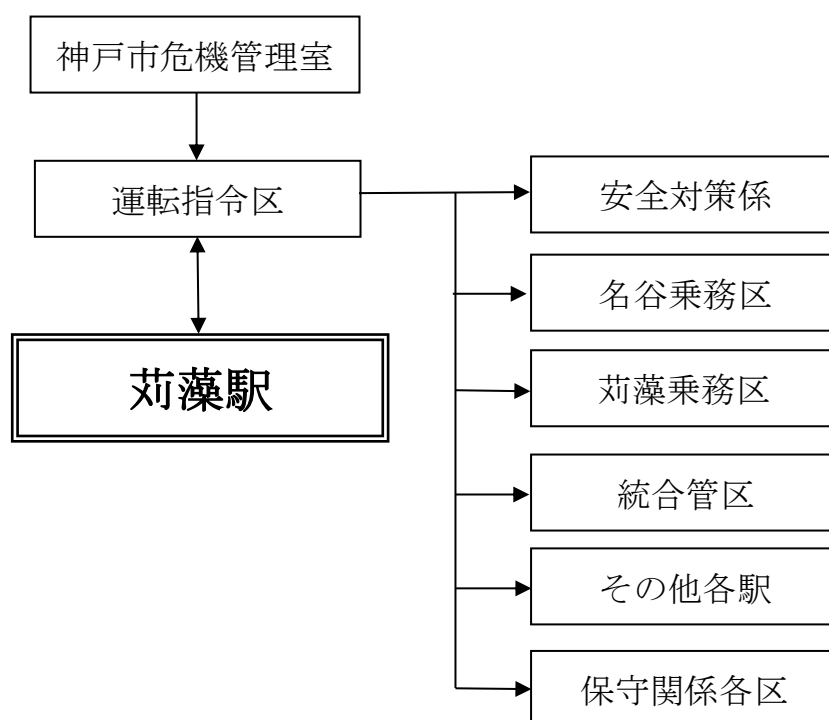 神戸市危機管理室
運転指令区
安全対策係
名谷乗務区
苅藻駅
苅藻乗務区
統合管区
その他各駅
保守関係各区